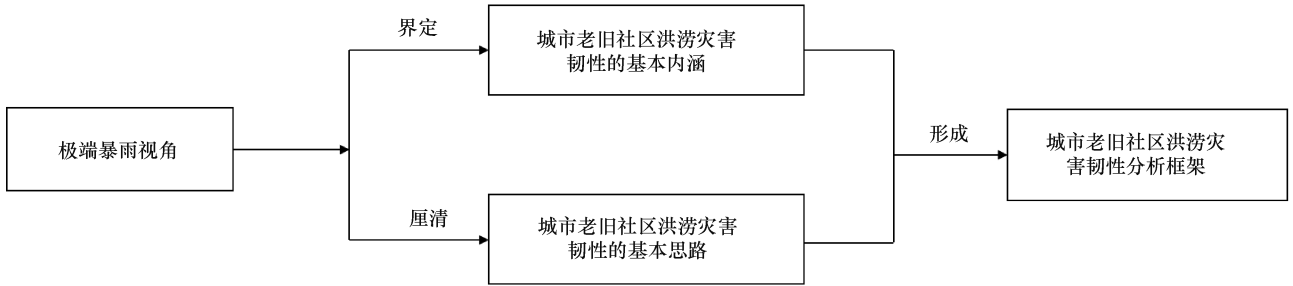 极端暴雨视角
界定
城市老旧社区洪涝灾害
韧性的基本内涵
厘清
城市老旧社区洪涝灾害
韧性的基本思路
形成
城市老旧社区洪涝灾
害韧性分析框架